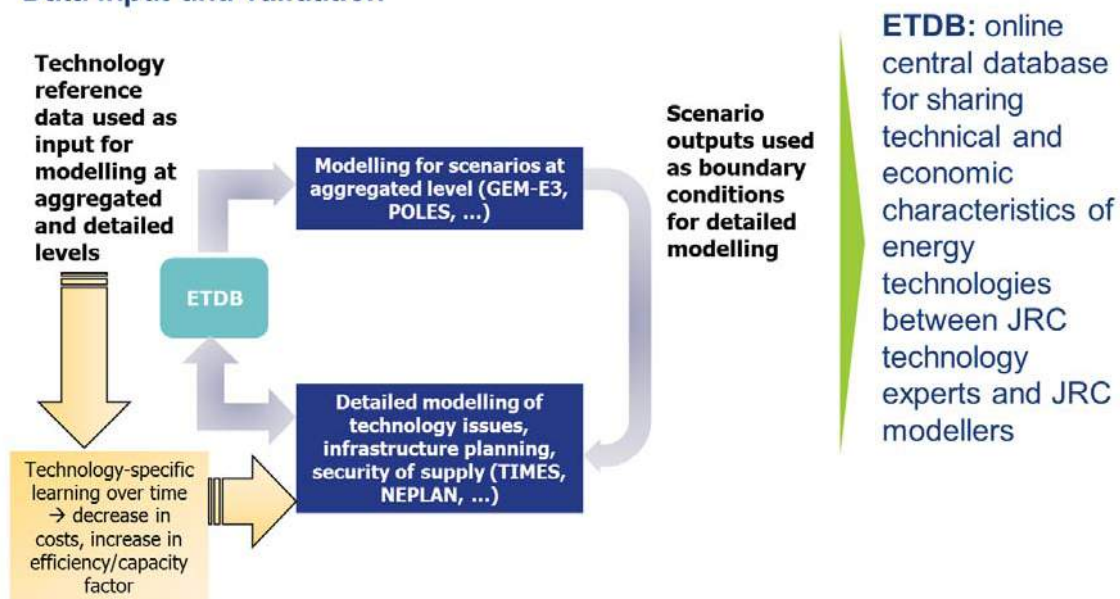 Data input and validation
Technology
reference
data used as
input for
modelling at
aggregated
and detailed
levels
Modelling for scenarios at
aggregated level (GEM-E3,
POLES, ...)
ETDB
Detailed modelling of
technology issues,
infrastructure planning,
security of supply (TIMES,
NEPLAN, ...)
Technology-specific
learning over time
→ decrease in
costs, increase in
efficiency/capacity
factor
Scenario
outputs used
as boundary
conditions
for detailed
modelling
ETDB: online
central database
for sharing
technical and
economic
characteristics of
energy
technologies
between JRC
technology
experts and JRC
modellers